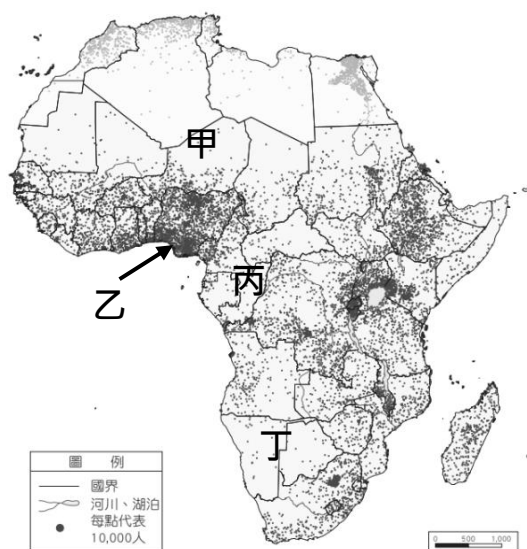 甲
乙
丙
丁
圖 例
國界
河川、湖泊
每點代表
10,000人
0 500 1,000